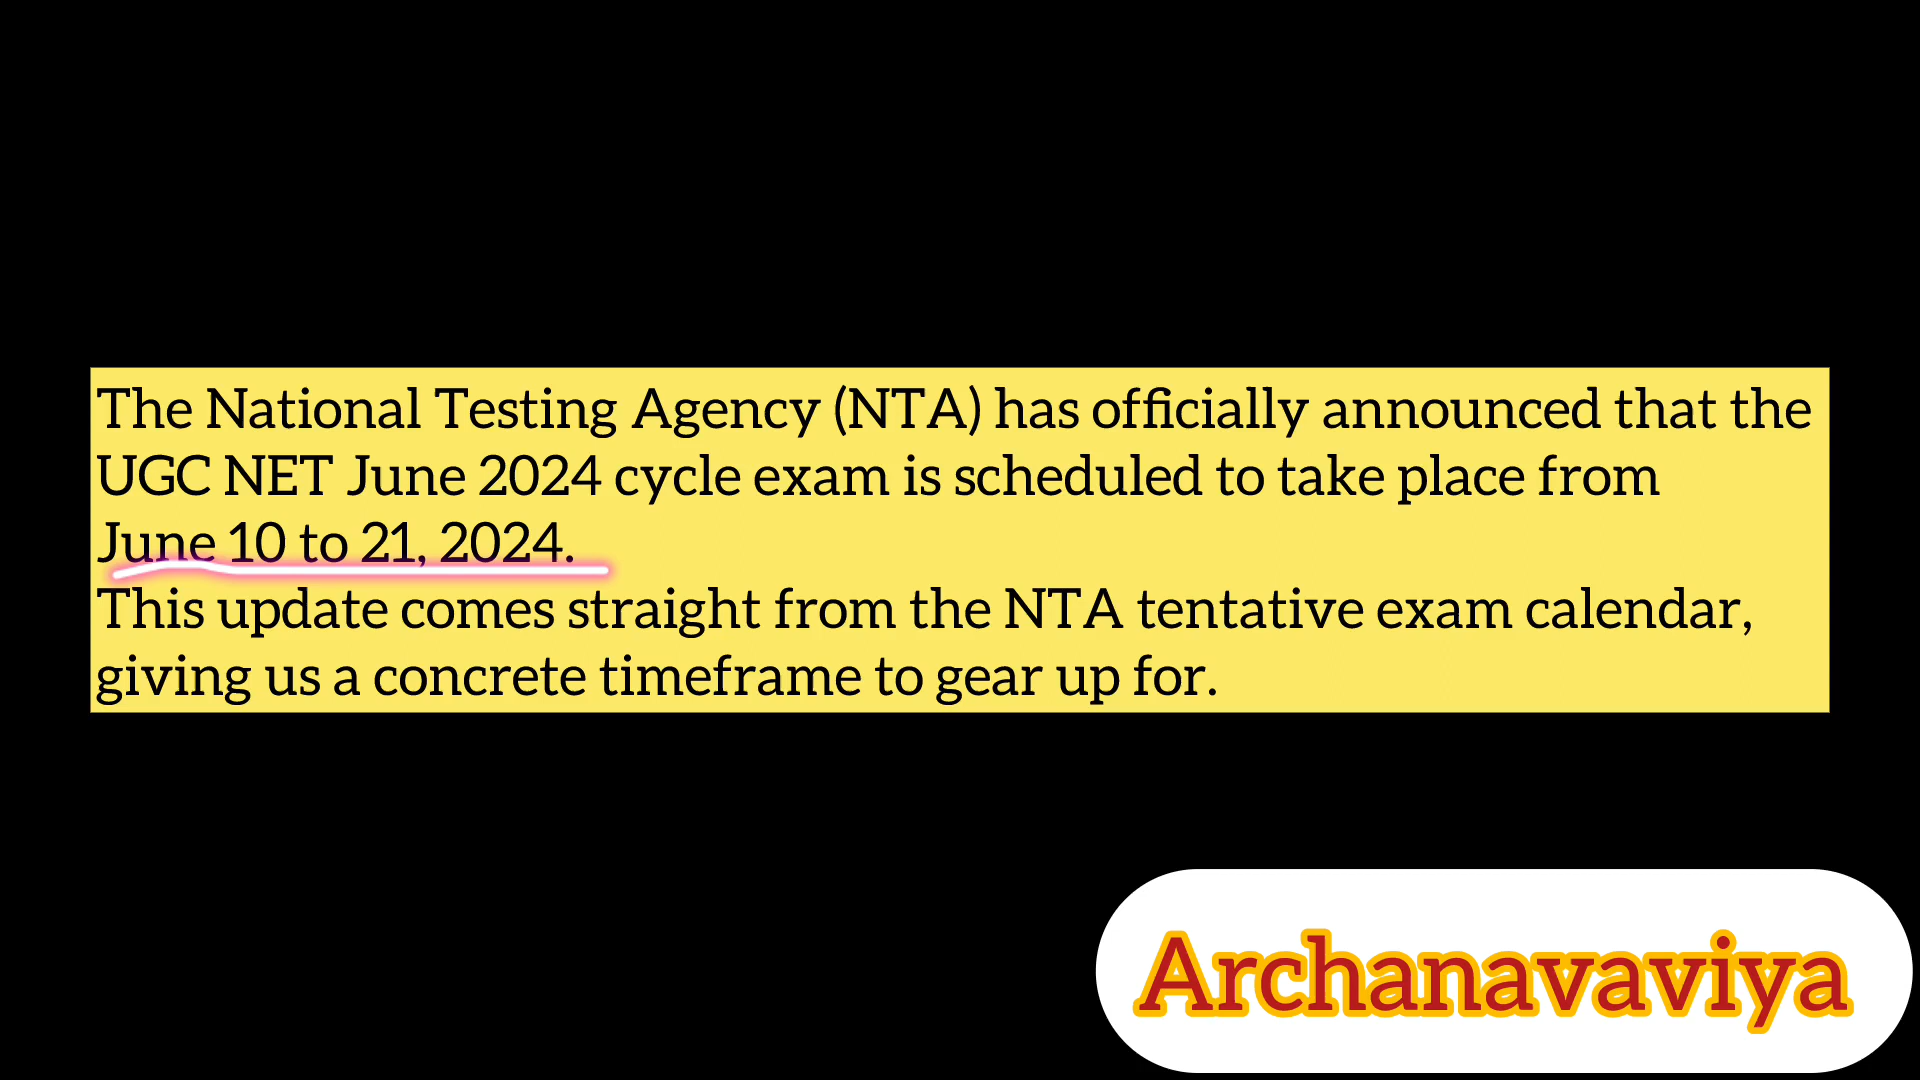 The National Testing Agency (NTA) has officially announced that the
UGC NET June 2024 cycle exam is scheduled to take place from
June 10 to 21, 2024.
This update comes straight from the NTA tentative exam calendar,
giving us a concrete timeframe to gear up for.
Archanavaviya